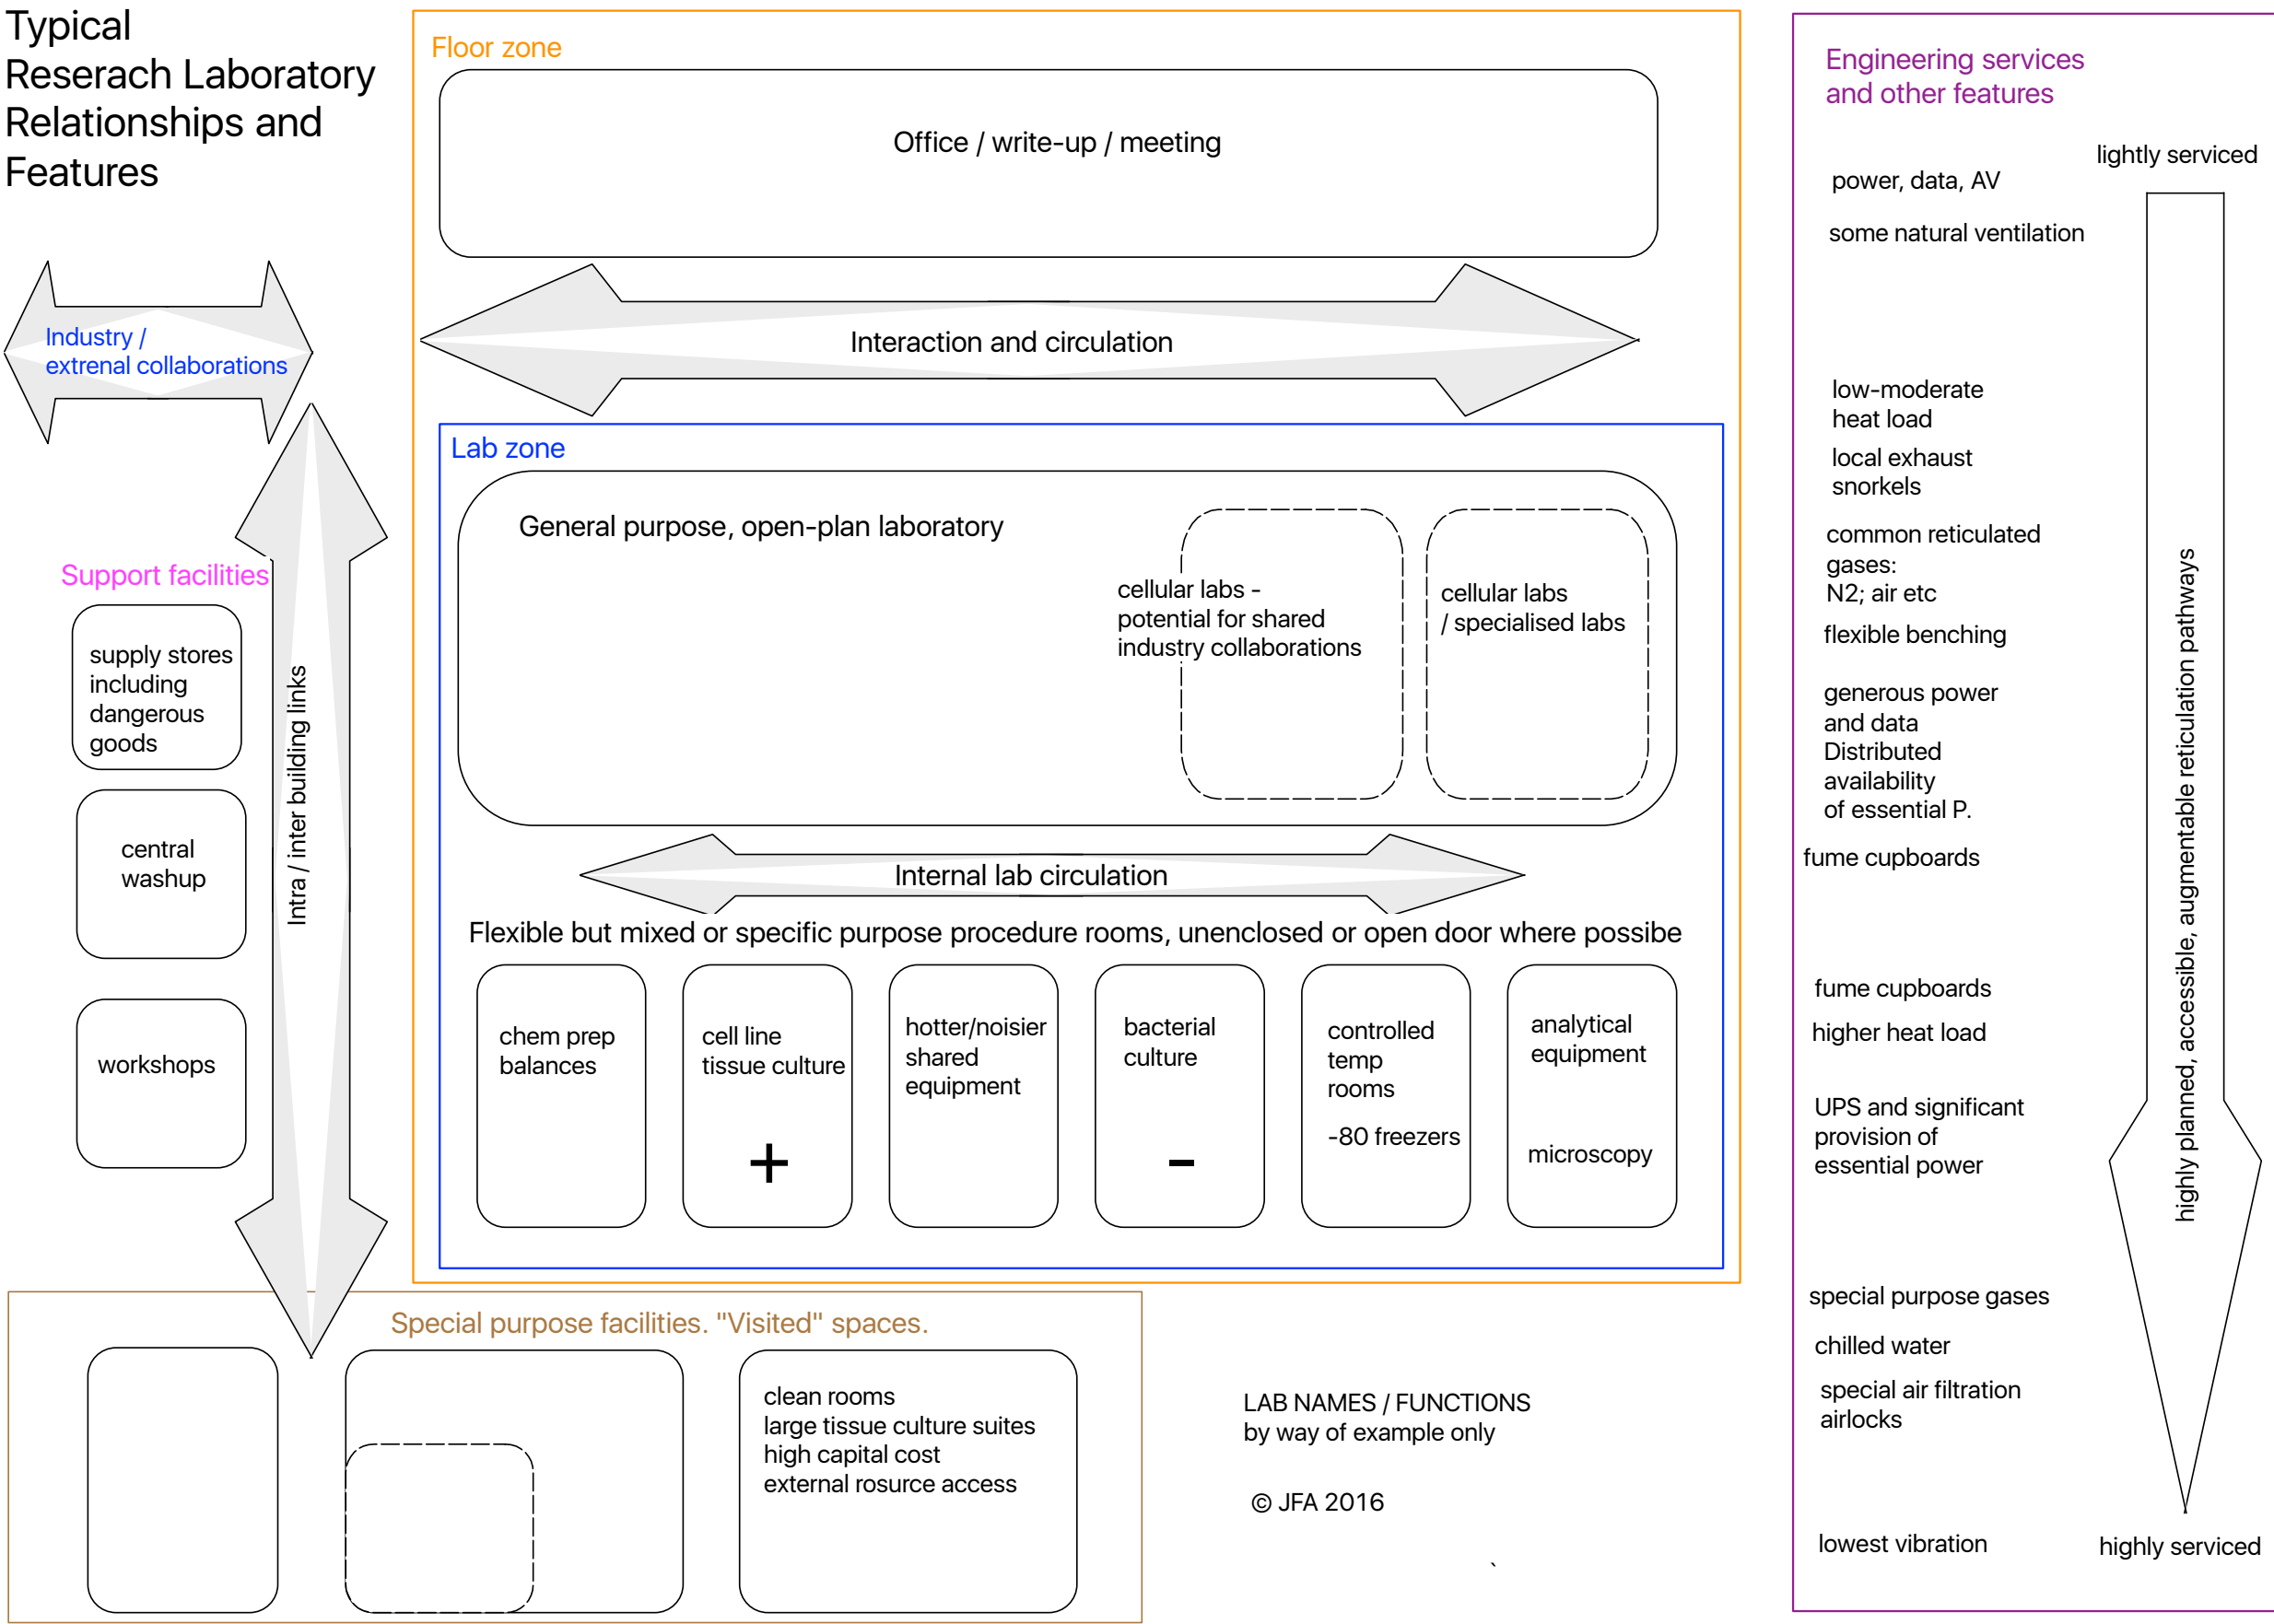 Typical
Reserach Laboratory
Relationships and
Features
Industry /
extrenal collaborations
Support facilities
supply stores
including
dangerous
goods
central
washup
workshops
Intra / inter building links
Floor zone
Office / write-up / meeting
Interaction and circulation
Lab zone
General purpose, open-plan laboratory
cellular labs -
potential for shared
industry collaborations
cellular labs
/ specialised labs
Internal lab circulation
Flexible but mixed or specific purpose procedure rooms, unenclosed or open door where possibe
chem prep
balances
cell line
tissue culture
+
hotter/noisier
shared
equipment
bacterial
culture
-
controlled
temp
rooms
-80 freezers
analytical
equipment
microscopy
Special purpose facilities. "Visited" spaces.
clean rooms
large tissue culture suites
high capital cost
external rosurce access
LAB NAMES / FUNCTIONS
by way of example only
© JFA 2016
`
Engineering services
and other features
lightly serviced
power, data, AV
some natural ventilation
low-moderate
heat load
local exhaust
snorkels
common reticulated
gases:
N2; air etc
flexible benching
generous power
and data
Distributed
availability
of essential P.
fume cupboards
fume cupboards
higher heat load
UPS and significant
provision of
essential power
special purpose gases
chilled water
special air filtration
airlocks
lowest vibration
highly planned, accessible, augmentable reticulation pathways
highly serviced